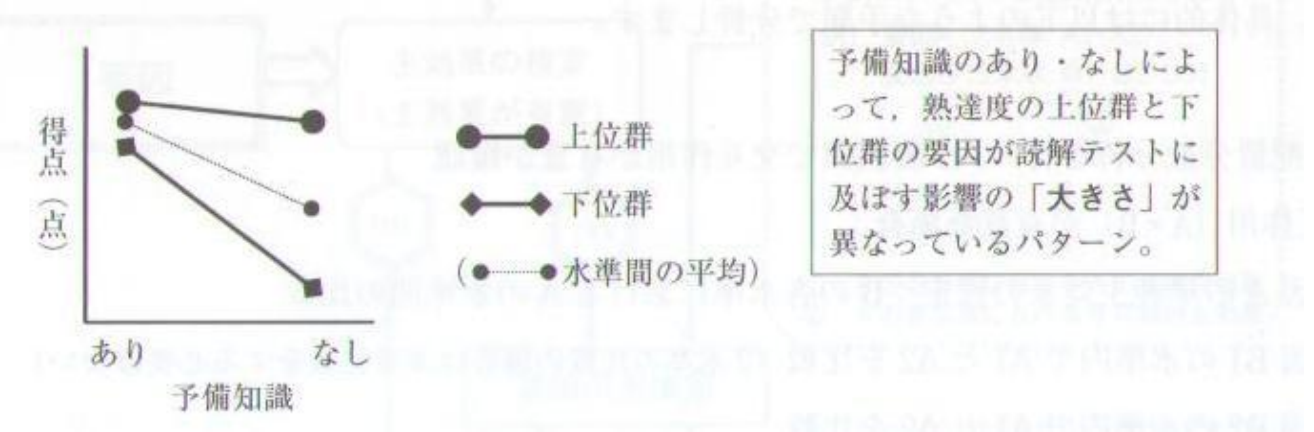 得点（点）
あり
なし
予備知識
上位群
下位群
（水準間の平均）
予備知識のあり・なしによ
って，熟達度の上位群と下
位群の要因が読解テストに
及ぼす影響の「大きさ」が
異なっているパターン。